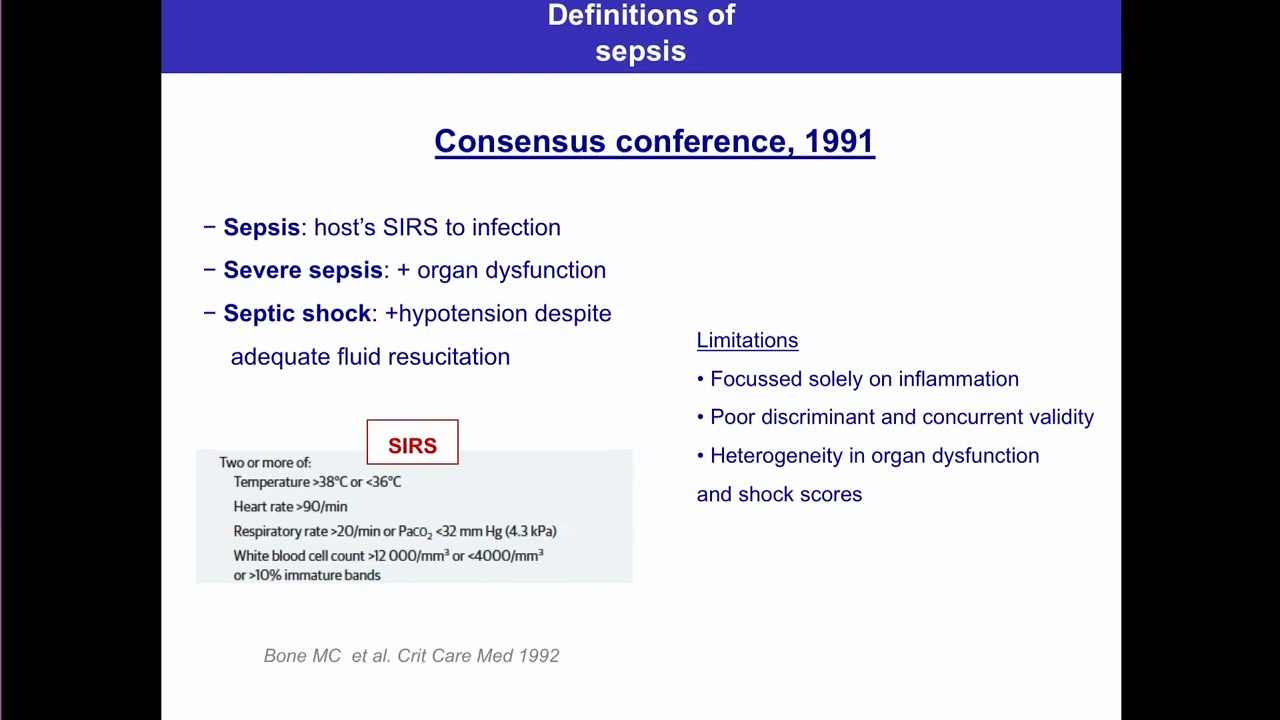 Definitions of
sepsis
Consensus conference, 1991
− Sepsis: host’s SIRS to infection
− Severe sepsis: + organ dysfunction
− Septic shock: +hypotension despite
adequate fluid resucitation
SIRS
Two or more of:
Temperature >38°C or <36°C
Heart rate >90/min
Respiratory rate >20/min or PaCO₂ <32 mm Hg (4.3 kPa)
White blood cell count >12 000/mm³ or <4000/mm³
or >10% immature bands
Limitations
• Focussed solely on inflammation
• Poor discriminant and concurrent validity
• Heterogeneity in organ dysfunction
and shock scores
Bone MC et al. Crit Care Med 1992